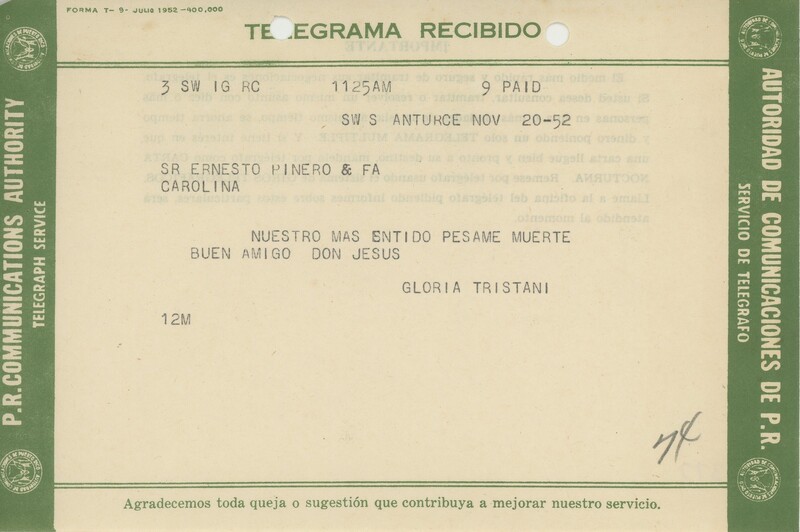 FORMA T- 9- Julio 1952 -400,000
TELEGRAMA RECIBIDO
3 SW IG RC 1125AM 9 PAID
SW S ANTURCE NOV 20-52
SR ERNESTO PINERO & FA
CAROLINA
NUESTRO MAS ENTIDO PESAME MUERTE
BUEN AMIGO DON JESUS
GLORIA TRISTANI
12M
74
Agradecemos toda queja o sugestión que contribuya a mejorar nuestro servicio.
P.R. COMMUNICATIONS AUTHORITY
TELEGRAPH SERVICE
AUTORIDAD DE COMUNICACIONES DE P.R.
SERVICIO DE TELEGRAFO